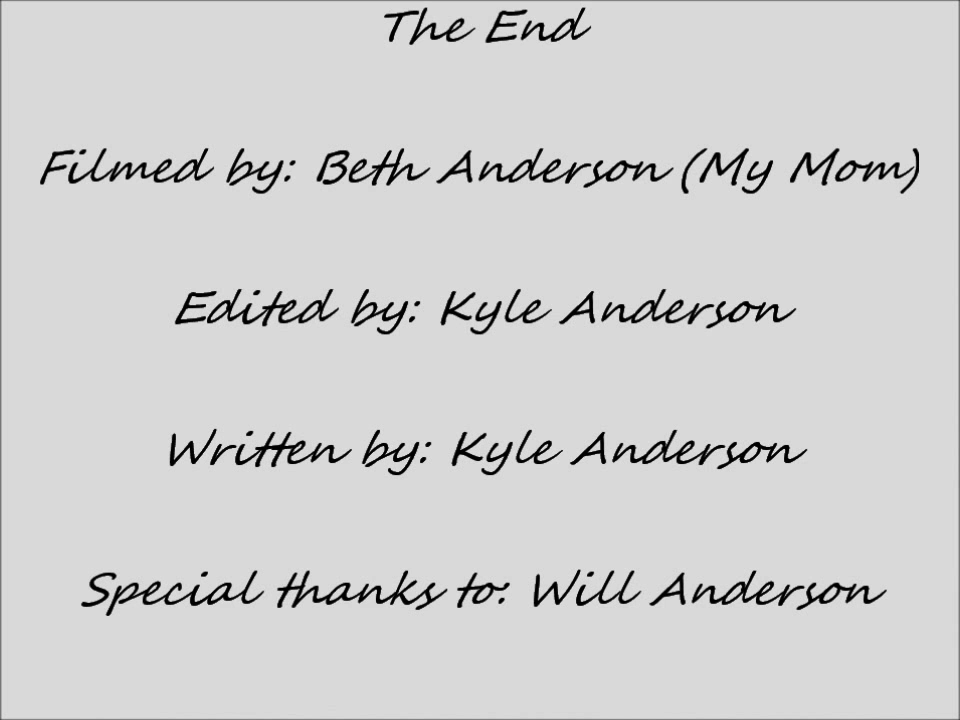 The End
Filmed by: Beth Anderson (My Mom)
Edited by: Kyle Anderson
Written by: Kyle Anderson
Special thanks to: Will Anderson